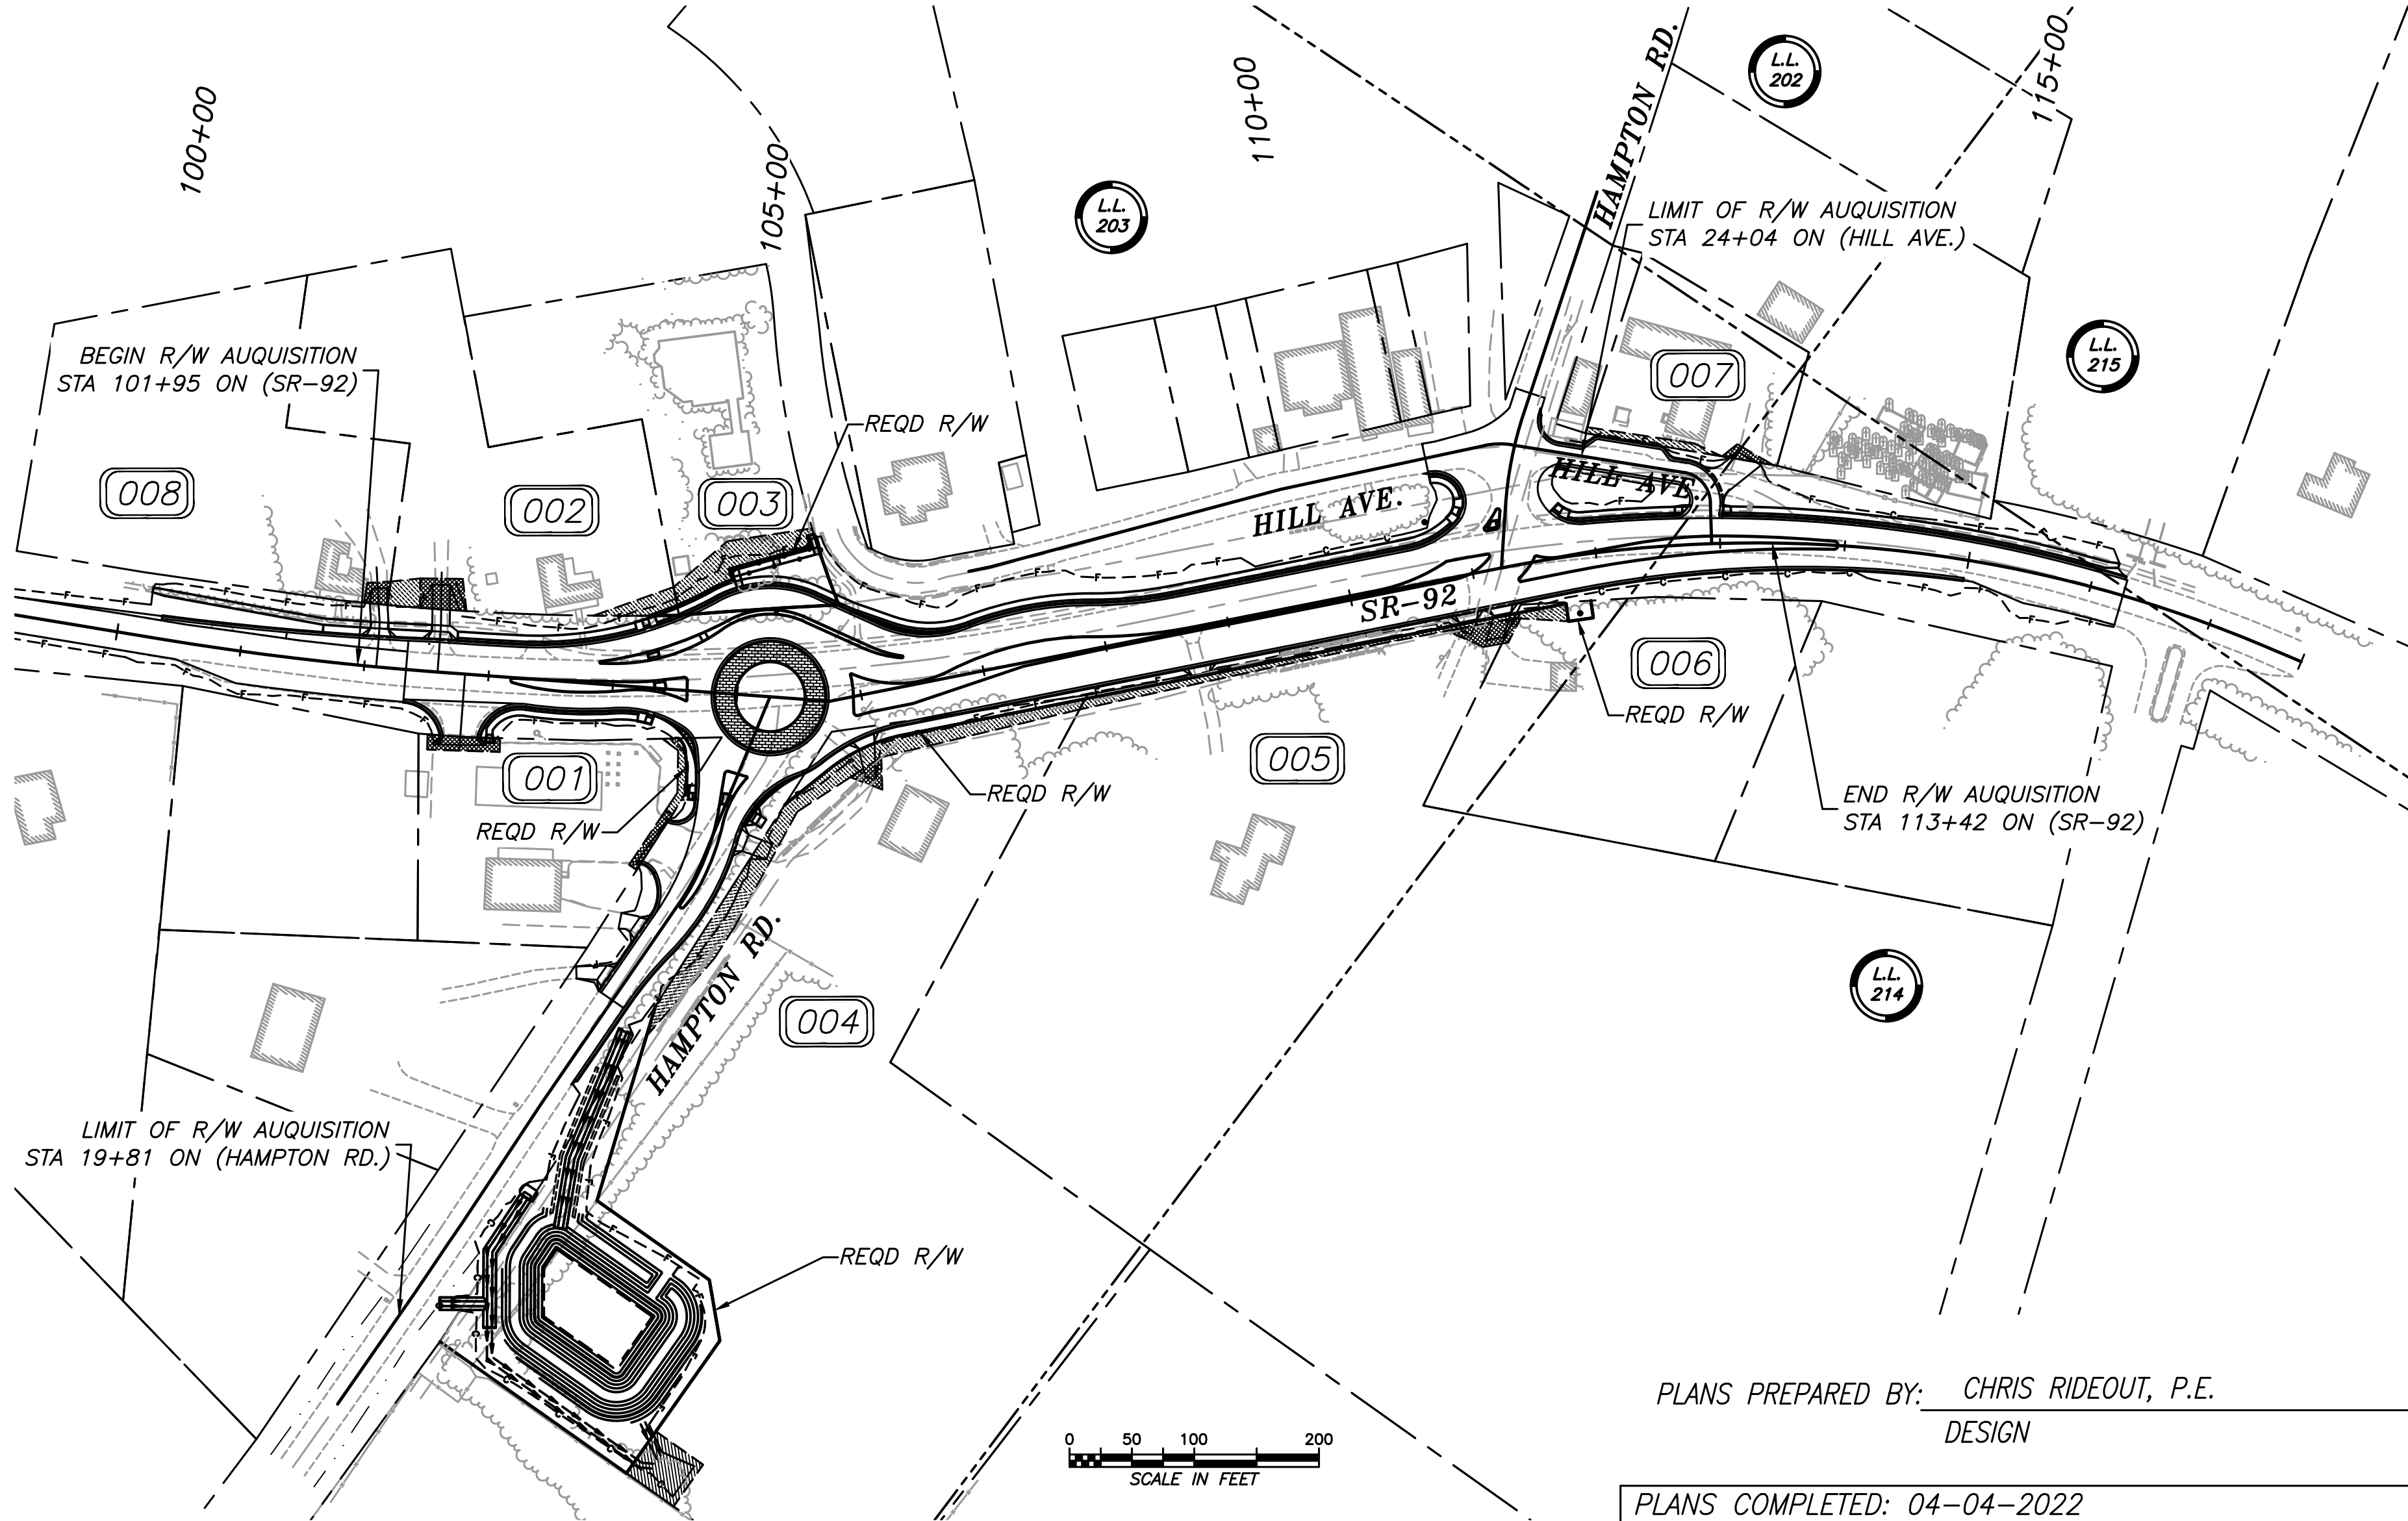 100+00
105+00
110+00
115+00
HAMPTON RD.
L.L.
202
L.L.
203
LIMIT OF R/W AUQUISITION
STA 24+04 ON (HILL AVE.)
L.L.
215
BEGIN R/W AUQUISITION
STA 101+95 ON (SR-92)
007
REQD R/W
008
002
003
HILL AVE.
HILL AVE.
SR-92
006
REQD R/W
001
005
REQD R/W
REQD R/W
END R/W AUQUISITION
STA 113+42 ON (SR-92)
HAMPTON RD.
004
L.L.
214
LIMIT OF R/W AUQUISITION
STA 19+81 ON (HAMPTON RD.)
REQD R/W
PLANS PREPARED BY: CHRIS RIDEOUT, P.E.
DESIGN
0 50 100 200
SCALE IN FEET
PLANS COMPLETED: 04-04-2022